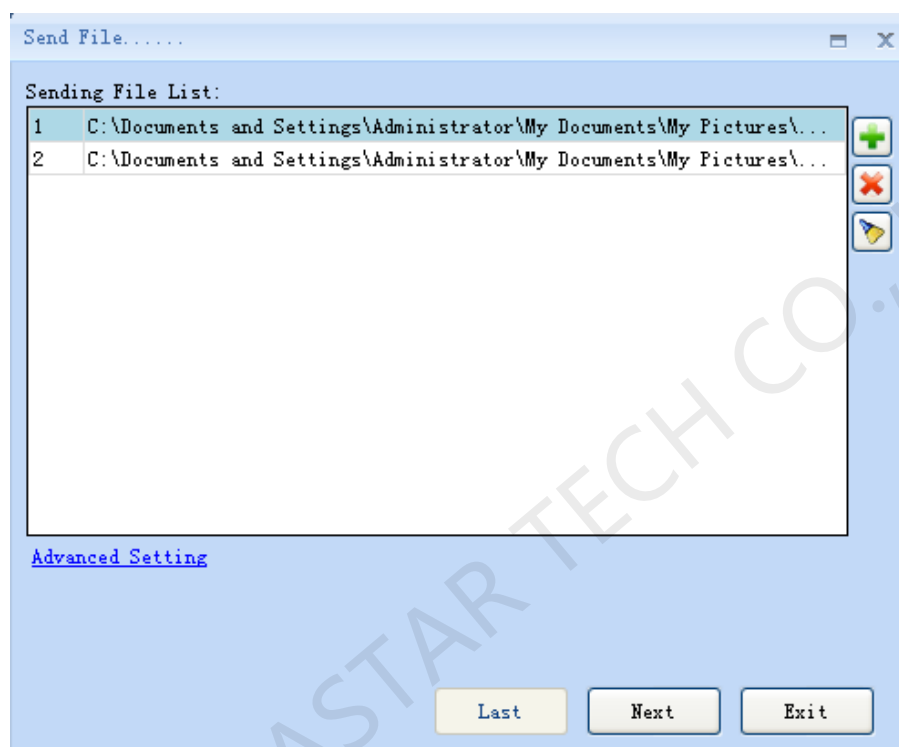 Send File......
Sending File List:
1 C:\Documents and Settings\Administrator\My Documents\My Pictures\...
2 C:\Documents and Settings\Administrator\My Documents\My Pictures\...
Advanced Setting
Last Next Exit
ASTAR TECH CO.,